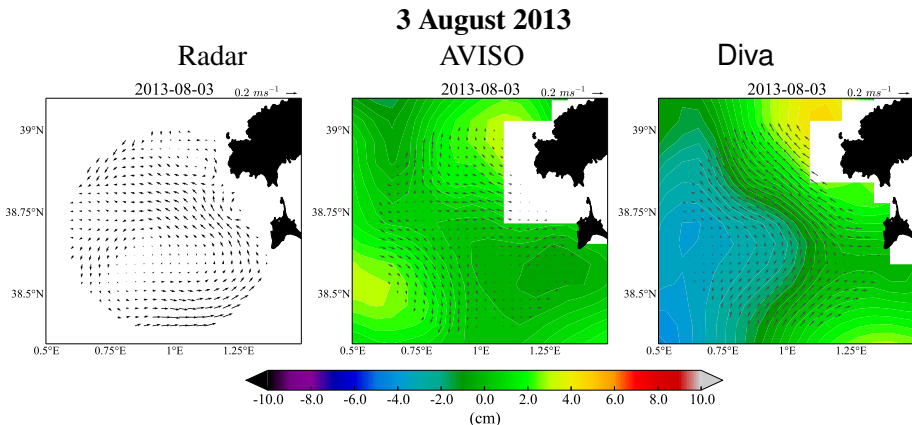 3 August 2013
Radar AVISO Diva
2013-08-03 0.2 ms⁻¹ 2013-08-03 0.2 ms⁻¹ 2013-08-03 0.2 ms⁻¹
39°N 39°N 39°N
38.75°N 38.75°N 38.75°N
38.5°N 38.5°N 38.5°N
0.5°E 0.75°E 1°E 1.25°E 0.5°E 0.75°E 1°E 1.25°E 0.5°E 0.75°E 1°E 1.25°E
-10.0 -8.0 -6.0 -4.0 -2.0 0.0 2.0 4.0 6.0 8.0 10.0
(cm)